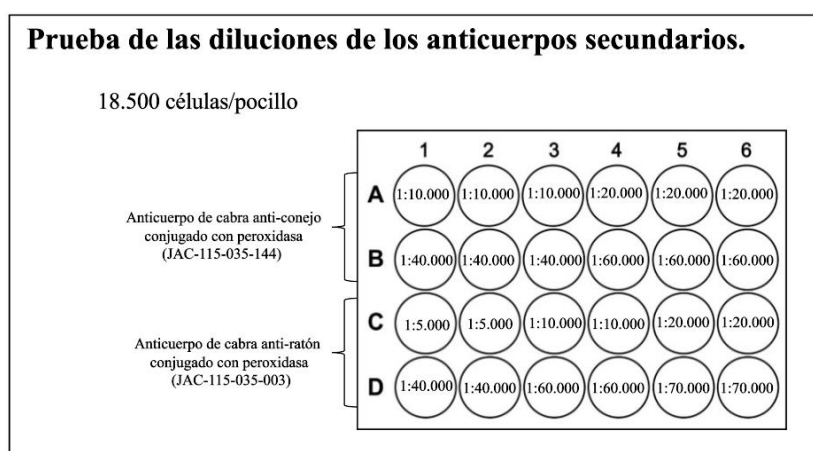 Prueba de las diluciones de los anticuerpos secundarios.
18.500 células/pocillo
1 2 3 4 5 6
A 1:10.000 1:10.000 1:10.000 1:20.000 1:20.000 1:20.000
Anticuerpo de cabra anti-conejo
conjugado con peroxidasa
(JAC-115-035-144)
B 1:40.000 1:40.000 1:40.000 1:60.000 1:60.000 1:60.000
C 1:5.000 1:5.000 1:10.000 1:10.000 1:20.000 1:20.000
Anticuerpo de cabra anti-ratón
conjugado con peroxidasa
(JAC-115-035-003)
D 1:40.000 1:40.000 1:60.000 1:60.000 1:70.000 1:70.000